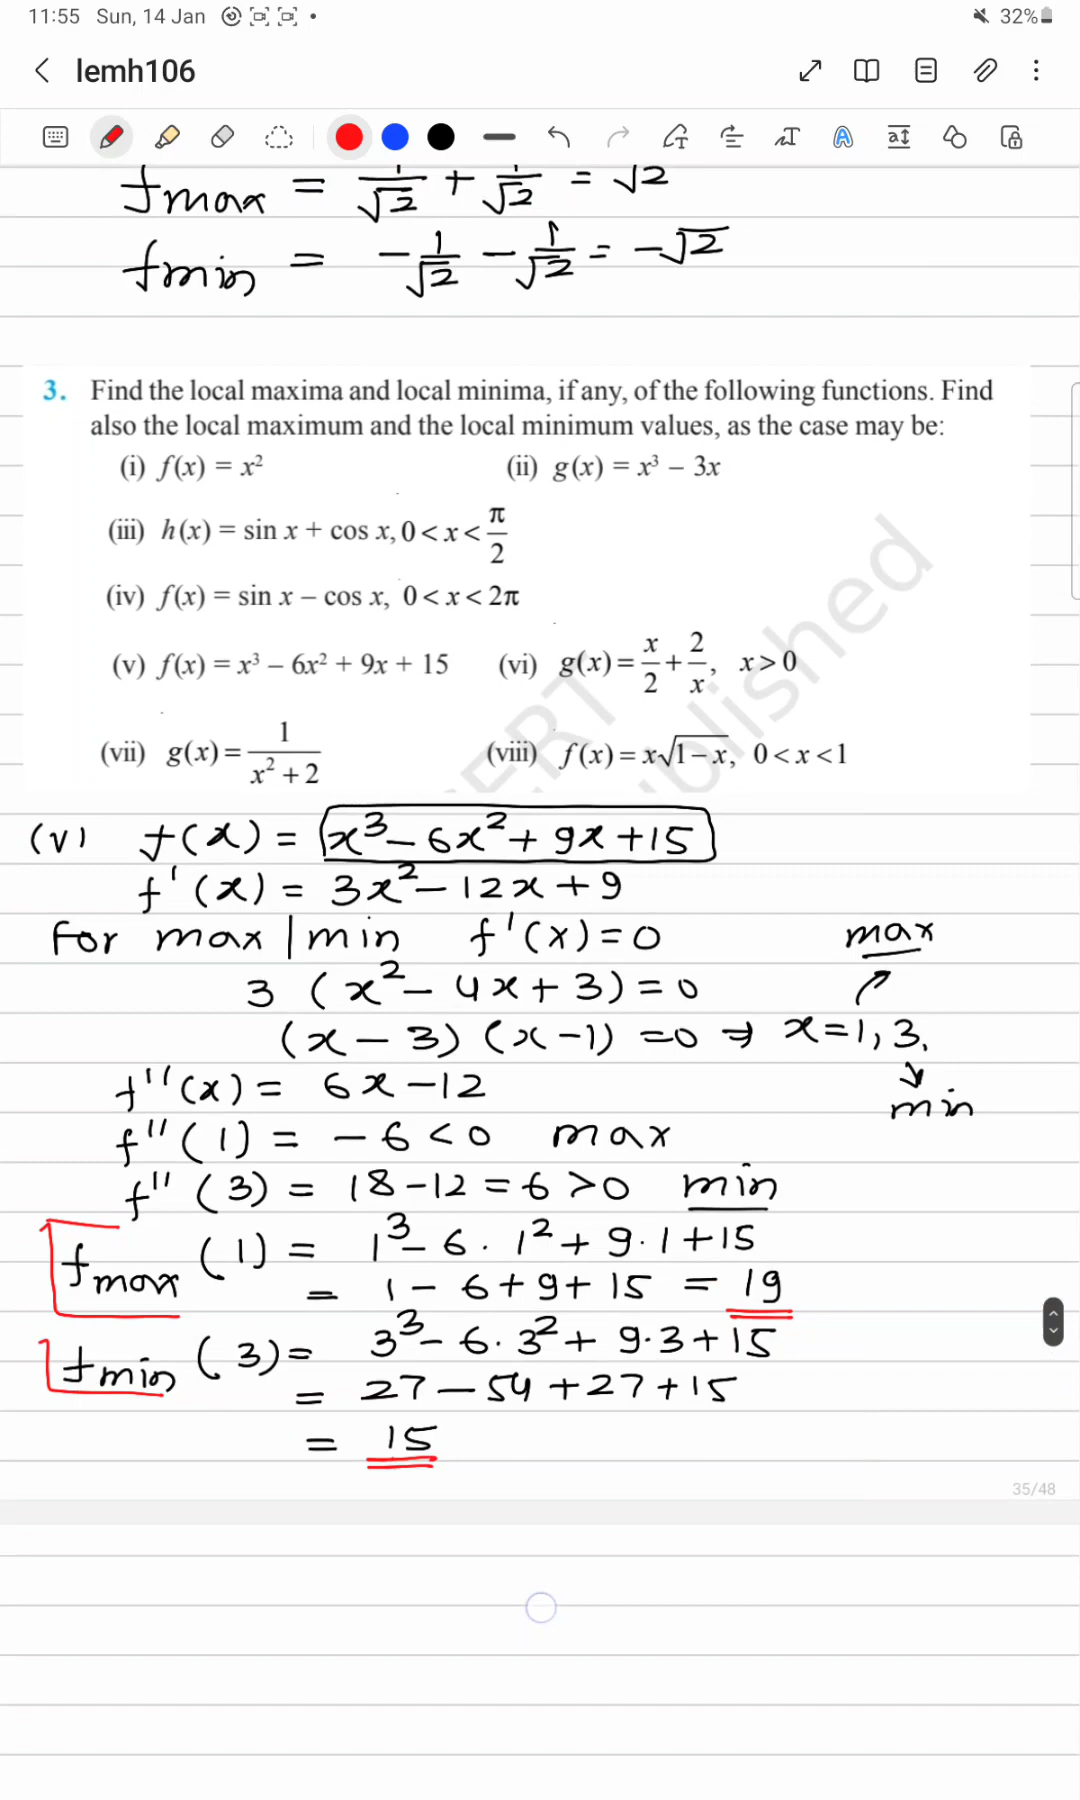 11:55 Sun, 14 Jan 32%
lemh106
fmax = 1/√2 + 1/√2 = √2
fmin = -1/√2 - 1/√2 = -√2
3. Find the local maxima and local minima, if any, of the following functions. Find
also the local maximum and the local minimum values, as the case may be:
(i) f(x) = x² (ii) g(x) = x³ – 3x
(iii) h(x) = sin x + cos x, 0 < x < π/2
(iv) f(x) = sin x – cos x, 0 < x < 2π
(v) f(x) = x³ – 6x² + 9x + 15 (vi) g(x) = x/2 + 2/x, x > 0
(vii) g(x) = 1/(x² + 2) (viii) f(x) = x√(1–x), 0 < x < 1
(v) f(x) = x³ - 6x² + 9x + 15
f'(x) = 3x² - 12x + 9
For max | min f'(x) = 0 max
3 (x² - 4x + 3) = 0
(x - 3) (x - 1) = 0 ⇒ x = 1, 3.
f''(x) = 6x - 12 min
f''(1) = -6 < 0 max
f''(3) = 18 - 12 = 6 > 0 min
fmax (1) = 1³ - 6 · 1² + 9 · 1 + 15
= 1 - 6 + 9 + 15 = 19
fmin (3) = 3³ - 6 · 3² + 9 · 3 + 15
= 27 - 54 + 27 + 15
= 15
35/48